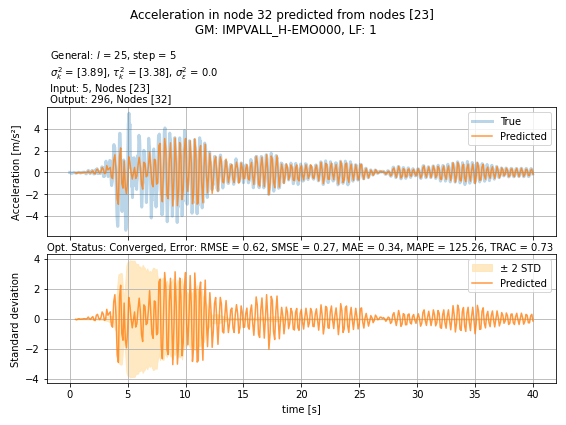 Acceleration in node 32 predicted from nodes [23]
GM: IMPVALL_H-EMO000, LF: 1
General: l = 25, step = 5
σ²ₖ = [3.89], τ²ₖ = [3.38], σ²ε = 0.0
Input: 5, Nodes [23]
Output: 296, Nodes [32]
Acceleration [m/s²]
4
2
0
−2
−4
True
Predicted
Opt. Status: Converged, Error: RMSE = 0.62, SMSE = 0.27, MAE = 0.34, MAPE = 125.26, TRAC = 0.73
Standard deviation
4
2
0
−2
−4
± 2 STD
Predicted
0 5 10 15 20 25 30 35 40
time [s]